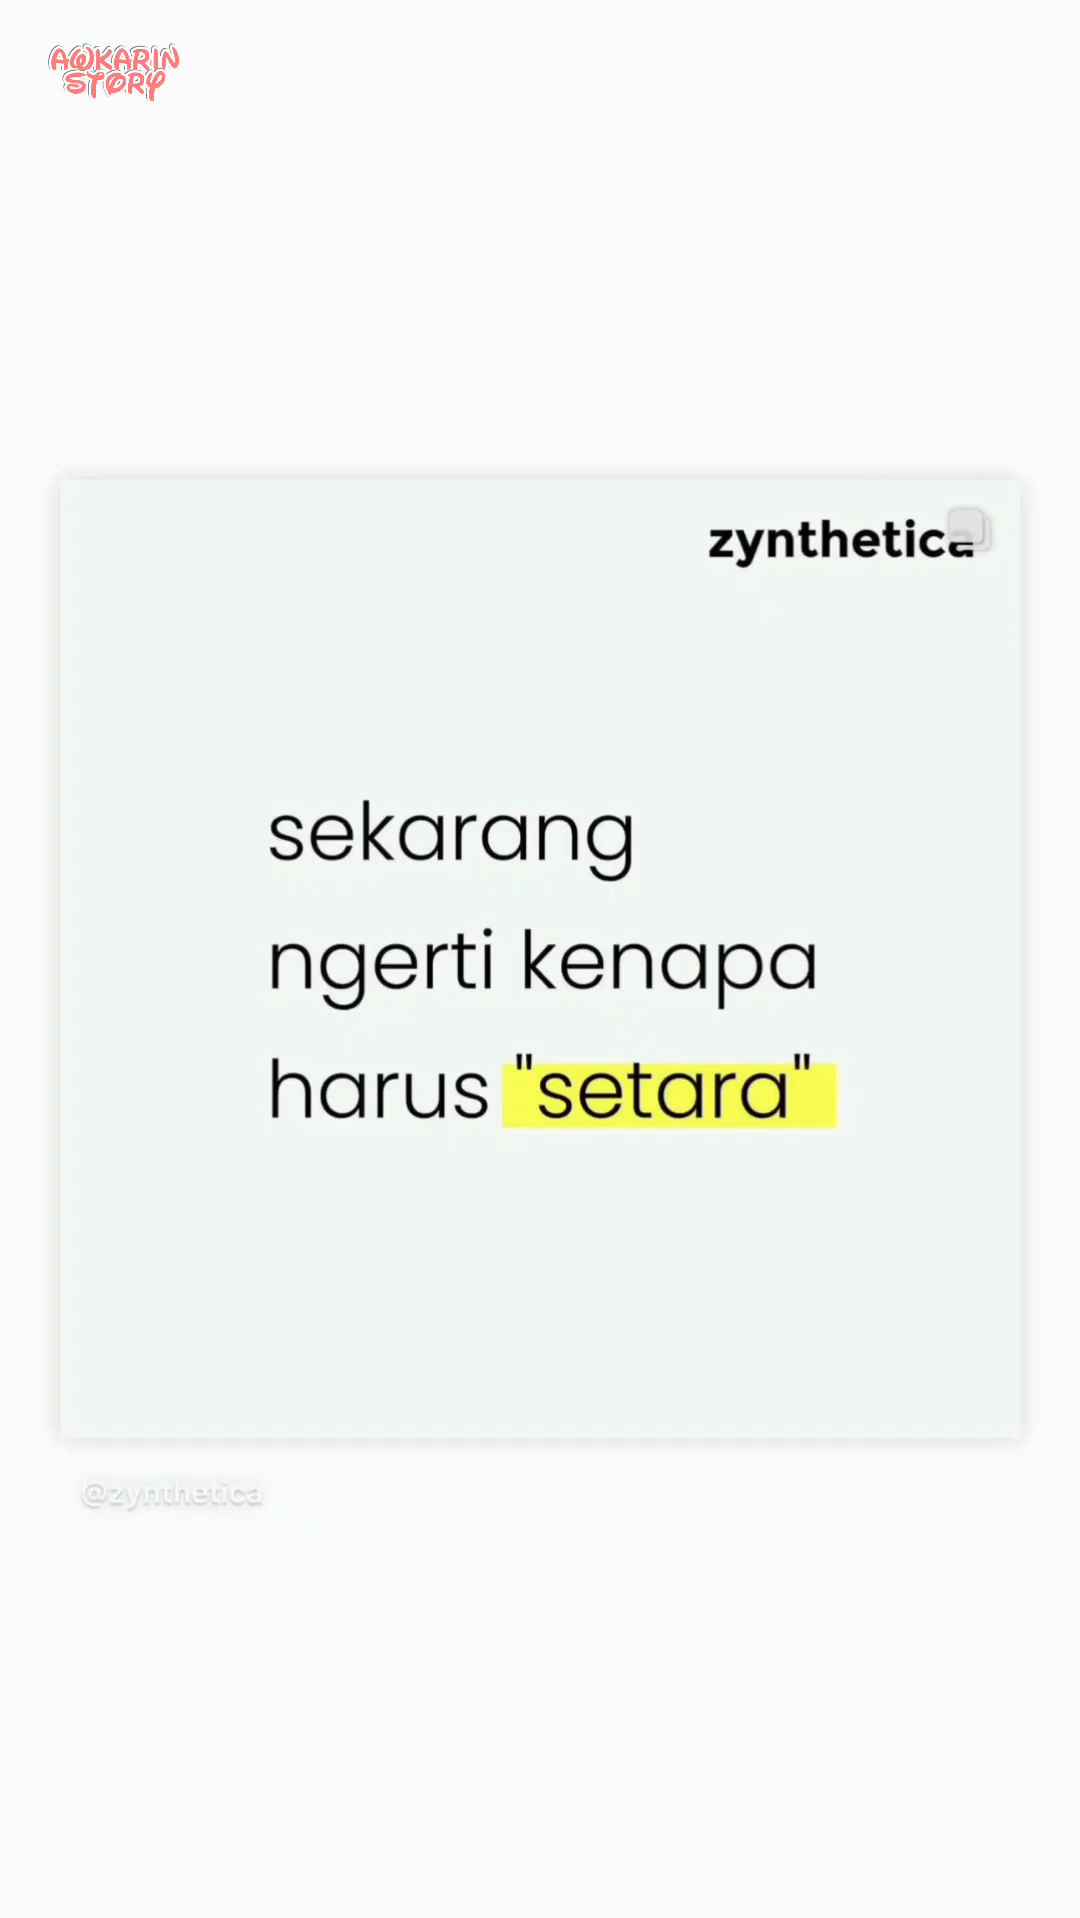 AWKARIN
STORY
zynthetica
sekarang
ngerti kenapa
harus "setara"
@zynthetica